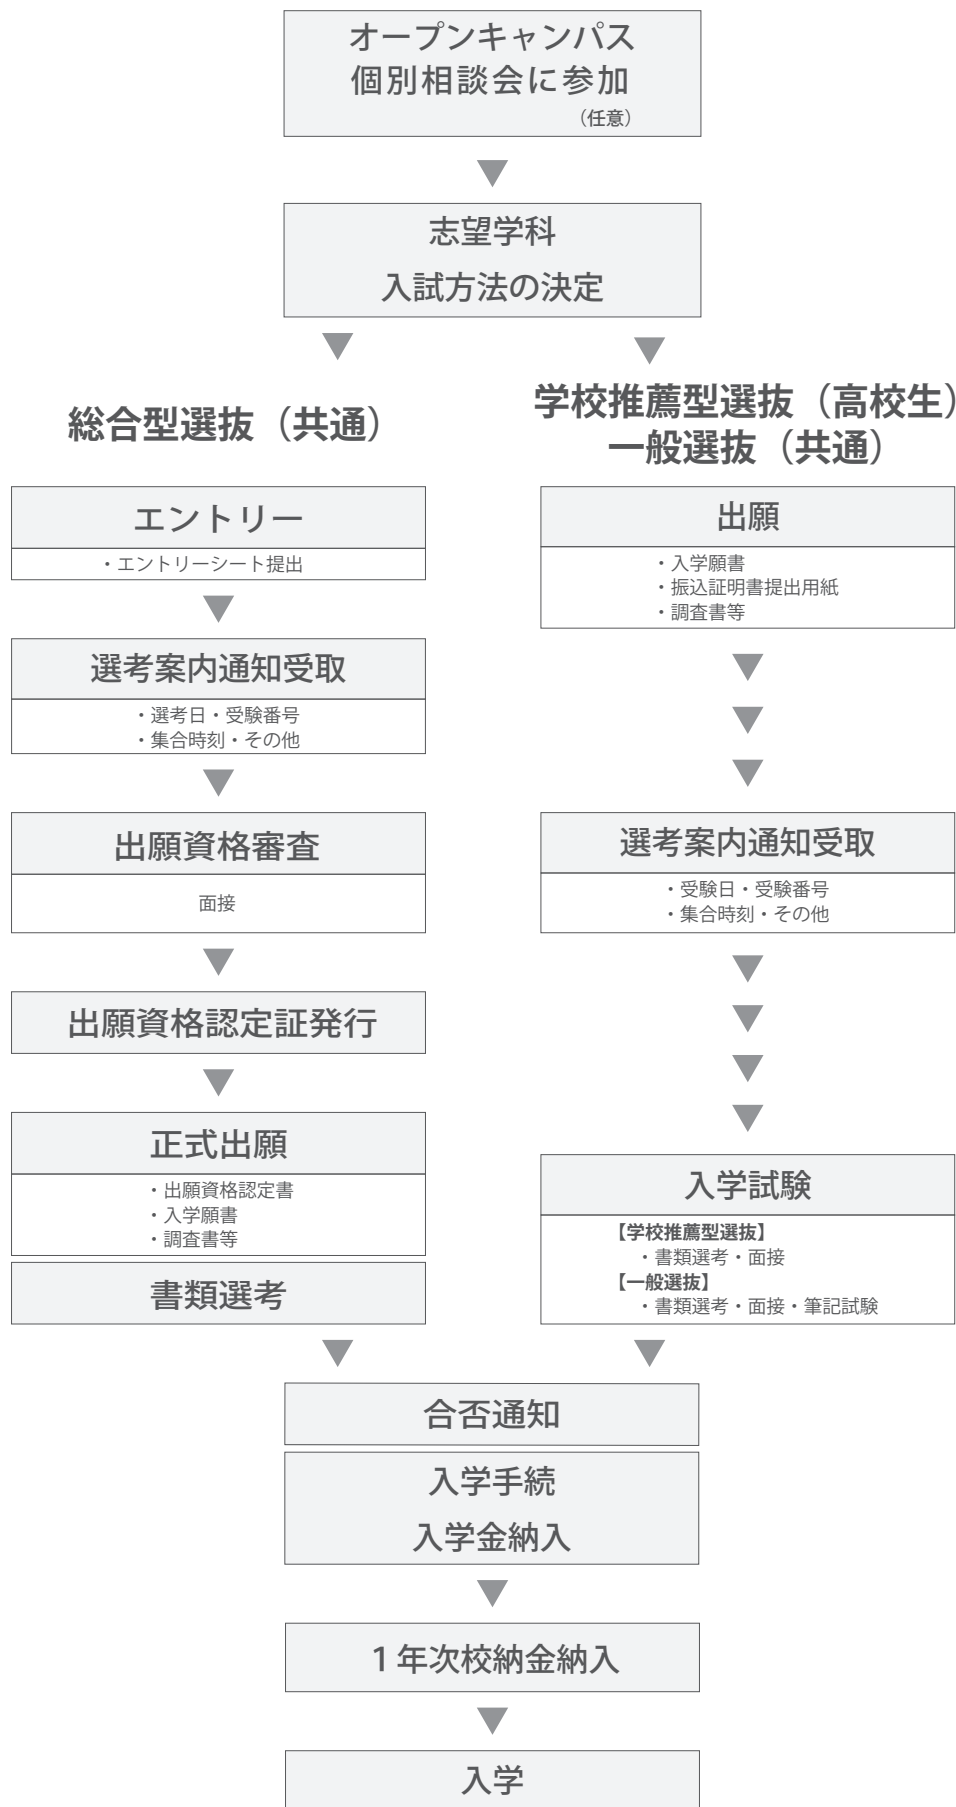 オープンキャンパス
個別相談会に参加
（任意）
志望学科
入試方法の決定
総合型選抜（共通）
エントリー
・エントリーシート提出
選考案内通知受取
・選考日・受験番号
・集合時刻・その他
出願資格審査
面接
出願資格認定証発行
正式出願
・出願資格認定書
・入学願書
・調査書等
書類選考
学校推薦型選抜（高校生）
一般選抜（共通）
出願
・入学願書
・振込証明書提出用紙
・調査書等
選考案内通知受取
・受験日・受験番号
・集合時刻・その他
入学試験
【学校推薦型選抜】
・書類選考・面接
【一般選抜】
・書類選考・面接・筆記試験
合否通知
入学手続
入学金納入
1年次校納金納入
入学